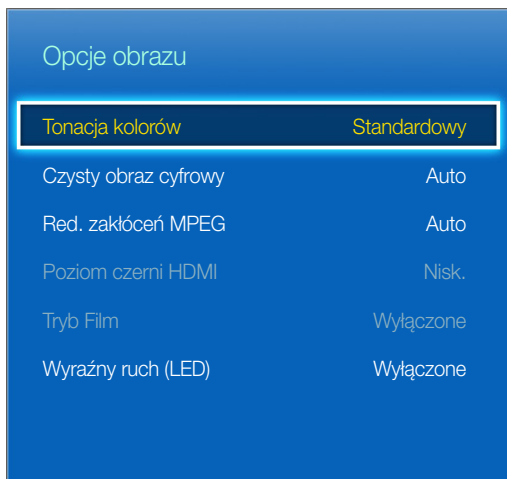 Opcje obrazu
Tonacja kolorów Standardowy
Czysty obraz cyfrowy Auto
Red. zakłóceń MPEG Auto
Poziom czerni HDMI Nisk.
Tryb Film Wyłączone
Wyraźny ruch (LED) Wyłączone